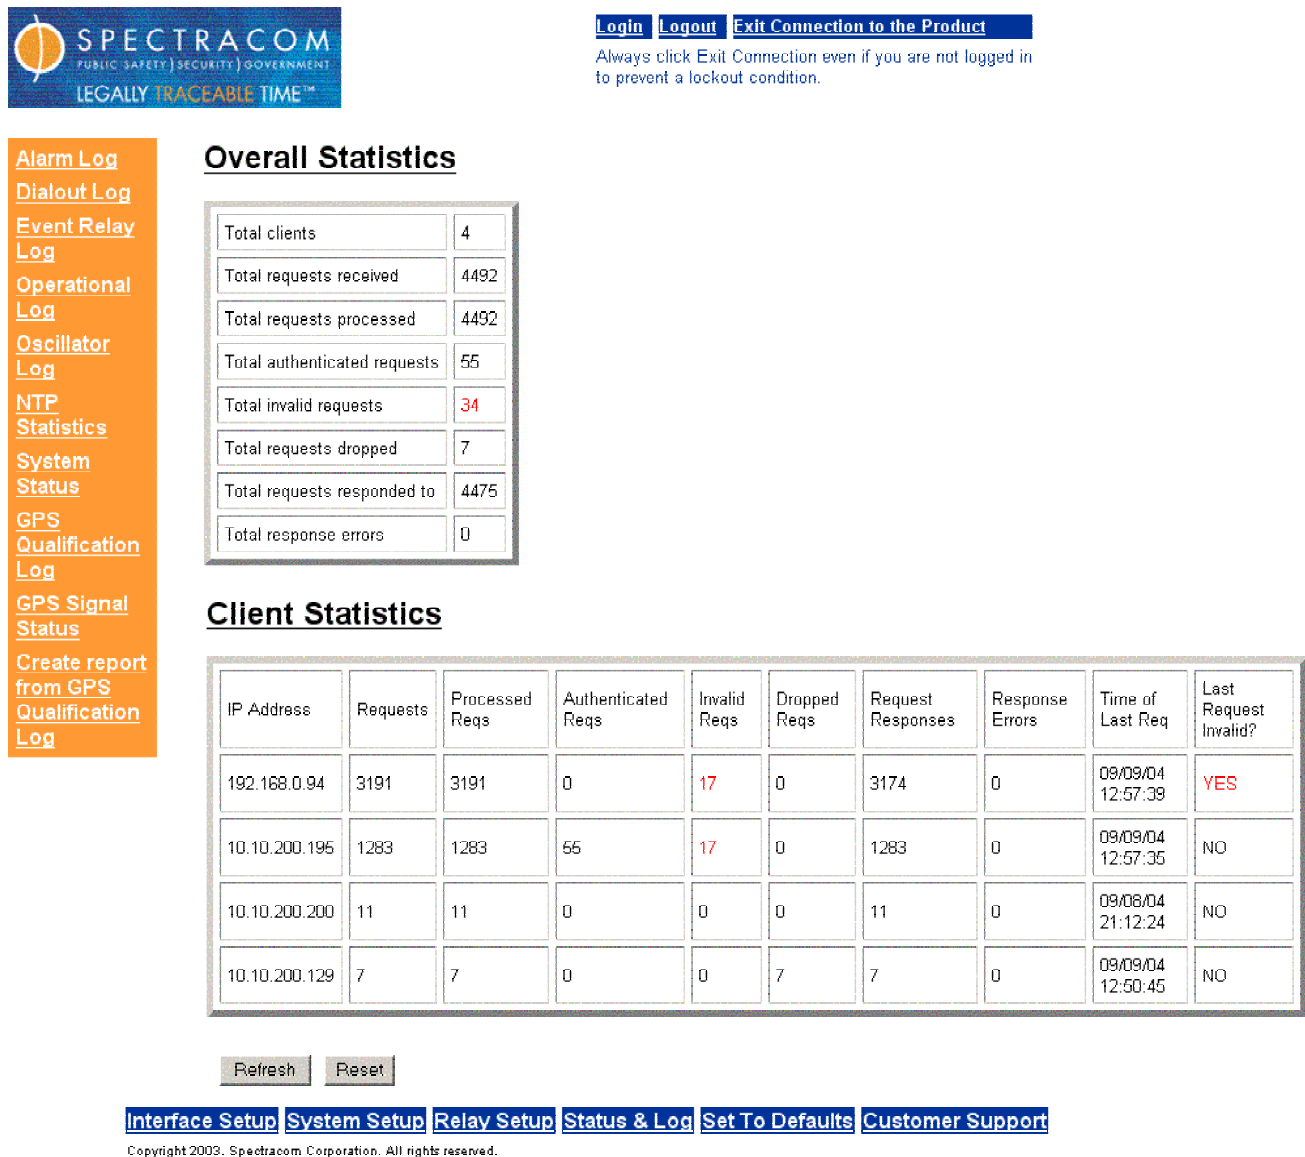 SPECTRACOM
PUBLIC SAFETY ) SECURITY ) GOVERNMENT
LEGALLY TRACEABLE TIME™
Login Logout Exit Connection to the Product
Always click Exit Connection even if you are not logged in
to prevent a lockout condition.
Alarm Log
Dialout Log
Event Relay
Log
Operational
Log
Oscillator
Log
NTP
Statistics
System
Status
GPS
Qualification
Log
GPS Signal
Status
Create report
from GPS
Qualification
Log
Overall Statistics
Total clients 4
Total requests received 4492
Total requests processed 4492
Total authenticated requests 55
Total invalid requests 34
Total requests dropped 7
Total requests responded to 4475
Total response errors 0
Client Statistics
IP Address Requests Processed Reqs Authenticated Reqs Invalid Reqs Dropped Reqs Request Responses Response Errors Time of Last Req Last Request Invalid?
192.168.0.94 3191 3191 0 17 0 3174 0 09/09/04 12:57:39 YES
10.10.200.195 1283 1283 55 17 0 1283 0 09/09/04 12:57:35 NO
10.10.200.200 11 11 0 0 0 11 0 09/08/04 21:12:24 NO
10.10.200.129 7 7 0 0 7 7 0 09/09/04 12:50:45 NO
Refresh Reset
Interface Setup System Setup Relay Setup Status & Log Set To Defaults Customer Support
Copyright 2003. Spectracom Corporation. All rights reserved.